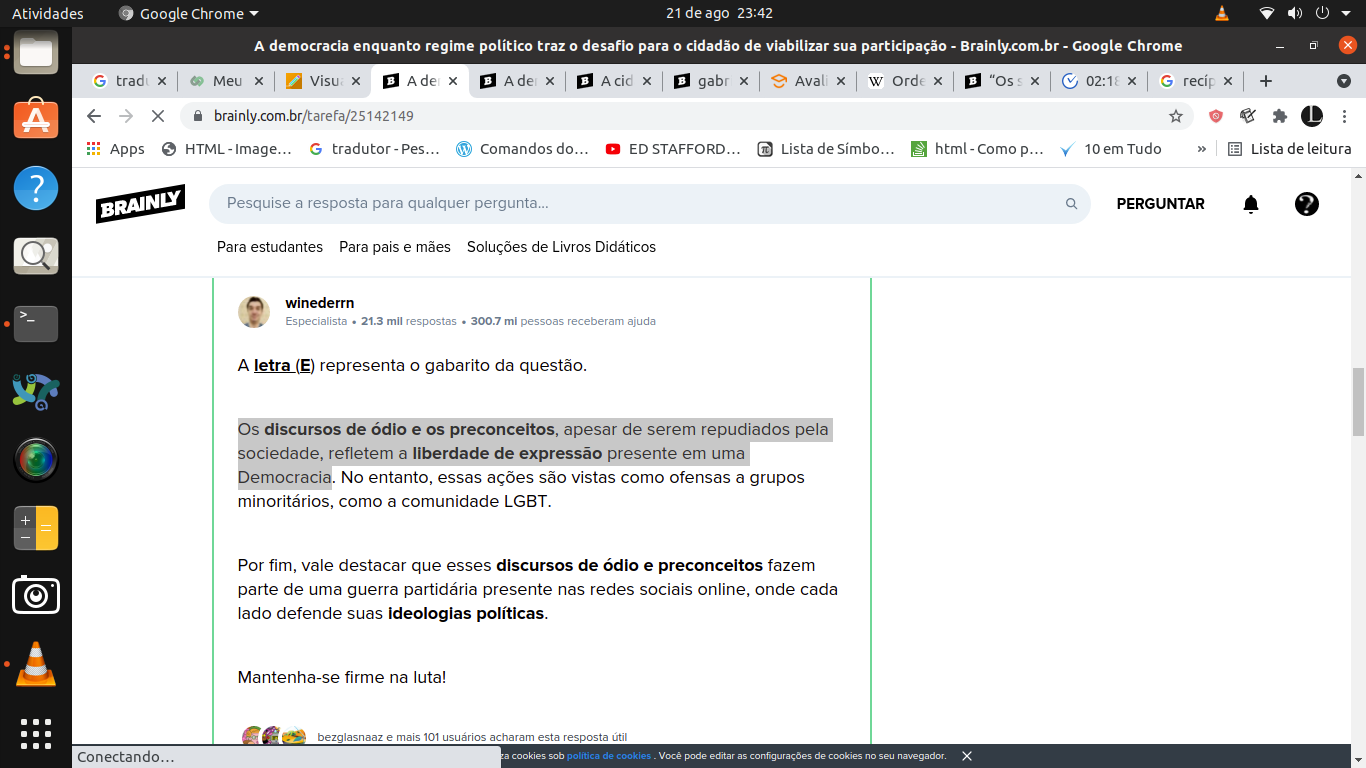 Atividades
Google Chrome
21 de ago 23:42
A democracia enquanto regime político traz o desafio para o cidadão de viabilizar sua participação - Brainly.com.br - Google Chrome
tradu
Meu
Visua
A der
A der
A cid
gabri
Avali
Orde
"Os s
02:18
recíp
brainly.com.br/tarefa/25142149
Apps
HTML - Image...
tradutor - Pes...
Comandos do...
ED STAFFORD...
Lista de Símbo...
html - Como p...
10 em Tudo
»
Lista de leitura
BRAINLY
Pesquise a resposta para qualquer pergunta...
PERGUNTAR
Para estudantes
Para pais e mães
Soluções de Livros Didáticos
winederrn
Especialista • 21.3 mil respostas • 300.7 mi pessoas receberam ajuda
A letra (E) representa o gabarito da questão.
Os discursos de ódio e os preconceitos, apesar de serem repudiados pela
sociedade, refletem a liberdade de expressão presente em uma
Democracia. No entanto, essas ações são vistas como ofensas a grupos
minoritários, como a comunidade LGBT.
Por fim, vale destacar que esses discursos de ódio e preconceitos fazem
parte de uma guerra partidária presente nas redes sociais online, onde cada
lado defende suas ideologias políticas.
Mantenha-se firme na luta!
bezglasnaaz e mais 101 usuários acharam esta resposta útil
Conectando...
za cookies sob política de cookies . Você pode editar as configurações de cookies no seu navegador.